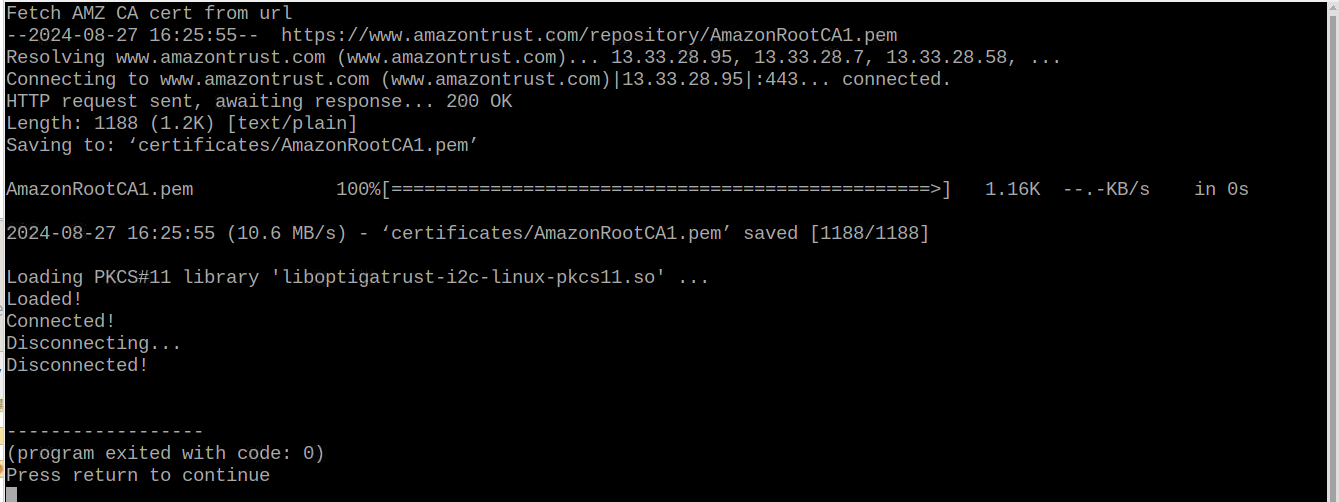 Fetch AMZ CA cert from url
--2024-08-27 16:25:55--  https://www.amazontrust.com/repository/AmazonRootCA1.pem
Resolving www.amazontrust.com (www.amazontrust.com)... 13.33.28.95, 13.33.28.7, 13.33.28.58, ...
Connecting to www.amazontrust.com (www.amazontrust.com)|13.33.28.95|:443... connected.
HTTP request sent, awaiting response... 200 OK
Length: 1188 (1.2K) [text/plain]
Saving to: ‘certificates/AmazonRootCA1.pem’
AmazonRootCA1.pem             100%[=================================================>]   1.16K  --.-KB/s    in 0s
2024-08-27 16:25:55 (10.6 MB/s) - ‘certificates/AmazonRootCA1.pem’ saved [1188/1188]
Loading PKCS#11 library 'liboptigatrust-i2c-linux-pkcs11.so' ...
Loaded!
Connected!
Disconnecting...
Disconnected!
------------------
(program exited with code: 0)
Press return to continue